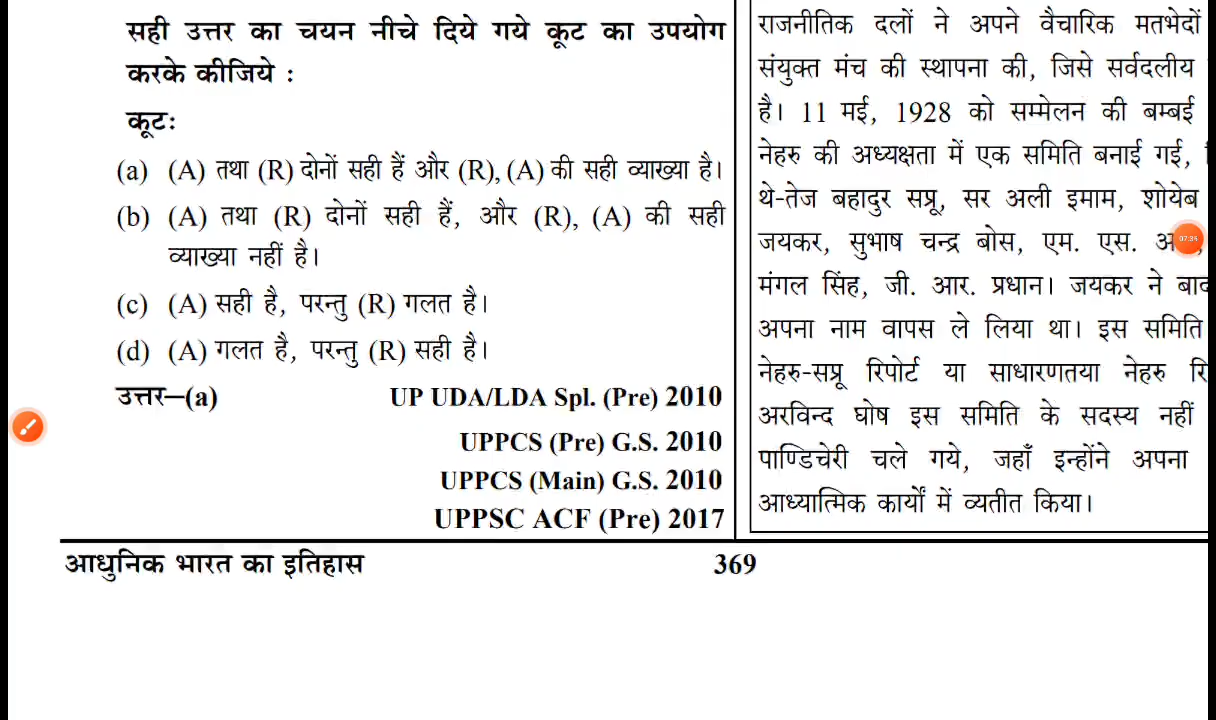 सही उत्तर का चयन नीचे दिये गये कूट का उपयोग
करके कीजिये :
कूटः
(a) (A) तथा (R) दोनों सही हैं और (R), (A) की सही व्याख्या है।
(b) (A) तथा (R) दोनों सही हैं, और (R), (A) की सही
व्याख्या नहीं है।
(c) (A) सही है, परन्तु (R) गलत है।
(d) (A) गलत है, परन्तु (R) सही है।
उत्तर—(a) UP UDA/LDA Spl. (Pre) 2010
UPPCS (Pre) G.S. 2010
UPPCS (Main) G.S. 2010
UPPSC ACF (Pre) 2017
राजनीतिक दलों ने अपने वैचारिक मतभेदों
संयुक्त मंच की स्थापना की, जिसे सर्वदलीय
है। 11 मई, 1928 को सम्मेलन की बम्बई
नेहरु की अध्यक्षता में एक समिति बनाई गई,
थे-तेज बहादुर सप्रू, सर अली इमाम, शोयेब
जयकर, सुभाष चन्द्र बोस, एम. एस.
मंगल सिंह, जी. आर. प्रधान। जयकर ने बाद
अपना नाम वापस ले लिया था। इस समिति
नेहरु-सप्रू रिपोर्ट या साधारणतया नेहरु
अरविन्द घोष इस समिति के सदस्य नहीं
पाण्डिचेरी चले गये, जहाँ इन्होंने अपना
आध्यात्मिक कार्यों में व्यतीत किया।
07:35
आधुनिक भारत का इतिहास 369